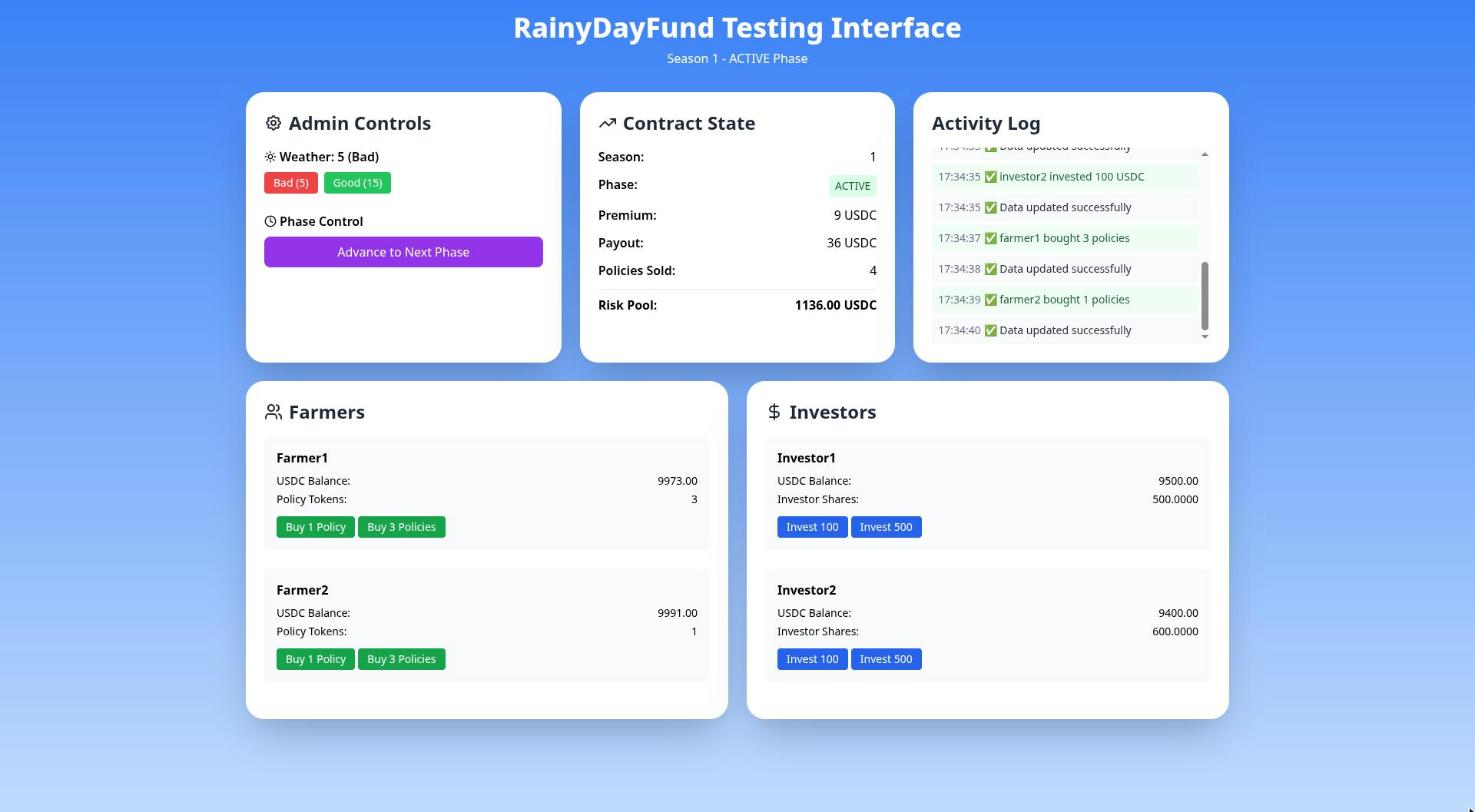 RainyDayFund Testing Interface
Season 1 - ACTIVE Phase
Admin Controls
Weather: 5 (Bad)
Bad (5) Good (15)
Phase Control
Advance to Next Phase
Contract State
Season: 1
Phase: ACTIVE
Premium: 9 USDC
Payout: 36 USDC
Policies Sold: 4
Risk Pool: 1136.00 USDC
Activity Log
17:34:35 ✅ Data updated successfully
17:34:35 ✅ investor2 invested 100 USDC
17:34:35 ✅ Data updated successfully
17:34:37 ✅ farmer1 bought 3 policies
17:34:38 ✅ Data updated successfully
17:34:39 ✅ farmer2 bought 1 policies
17:34:40 ✅ Data updated successfully
Farmers
Farmer1
USDC Balance: 9973.00
Policy Tokens: 3
Buy 1 Policy Buy 3 Policies
Farmer2
USDC Balance: 9991.00
Policy Tokens: 1
Buy 1 Policy Buy 3 Policies
Investors
Investor1
USDC Balance: 9500.00
Investor Shares: 500.0000
Invest 100 Invest 500
Investor2
USDC Balance: 9400.00
Investor Shares: 600.0000
Invest 100 Invest 500